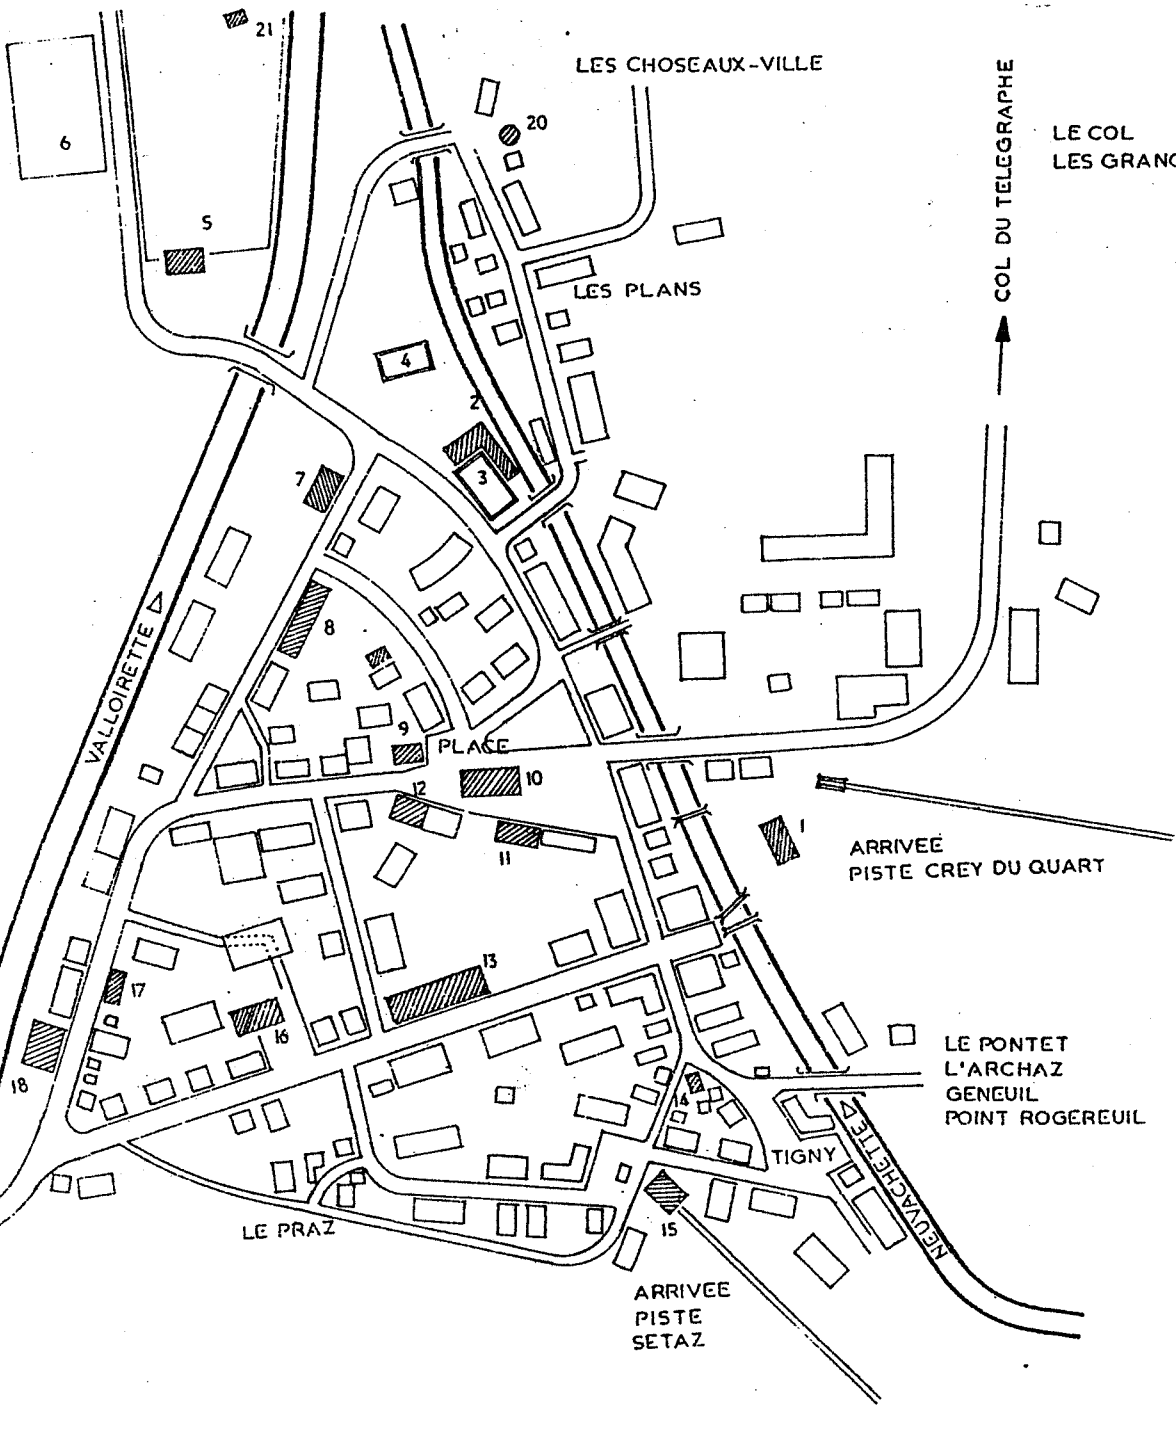 21
LES CHOSEAUX-VILLE
20
6
COL DU TELEGRAPHE
LE COL
LES GRANG
5
LES PLANS
4
2
3
7
8
VALLOIRETTE
9
PLACE
10
12
11
1
ARRIVEE
PISTE CREY DU QUART
13
17
16
18
LE PONTET
L'ARCHAZ
GENEUIL
POINT ROGEREUIL
14
TIGNY
NEUVACHETTE
LE PRAZ
15
ARRIVEE
PISTE
SETAZ